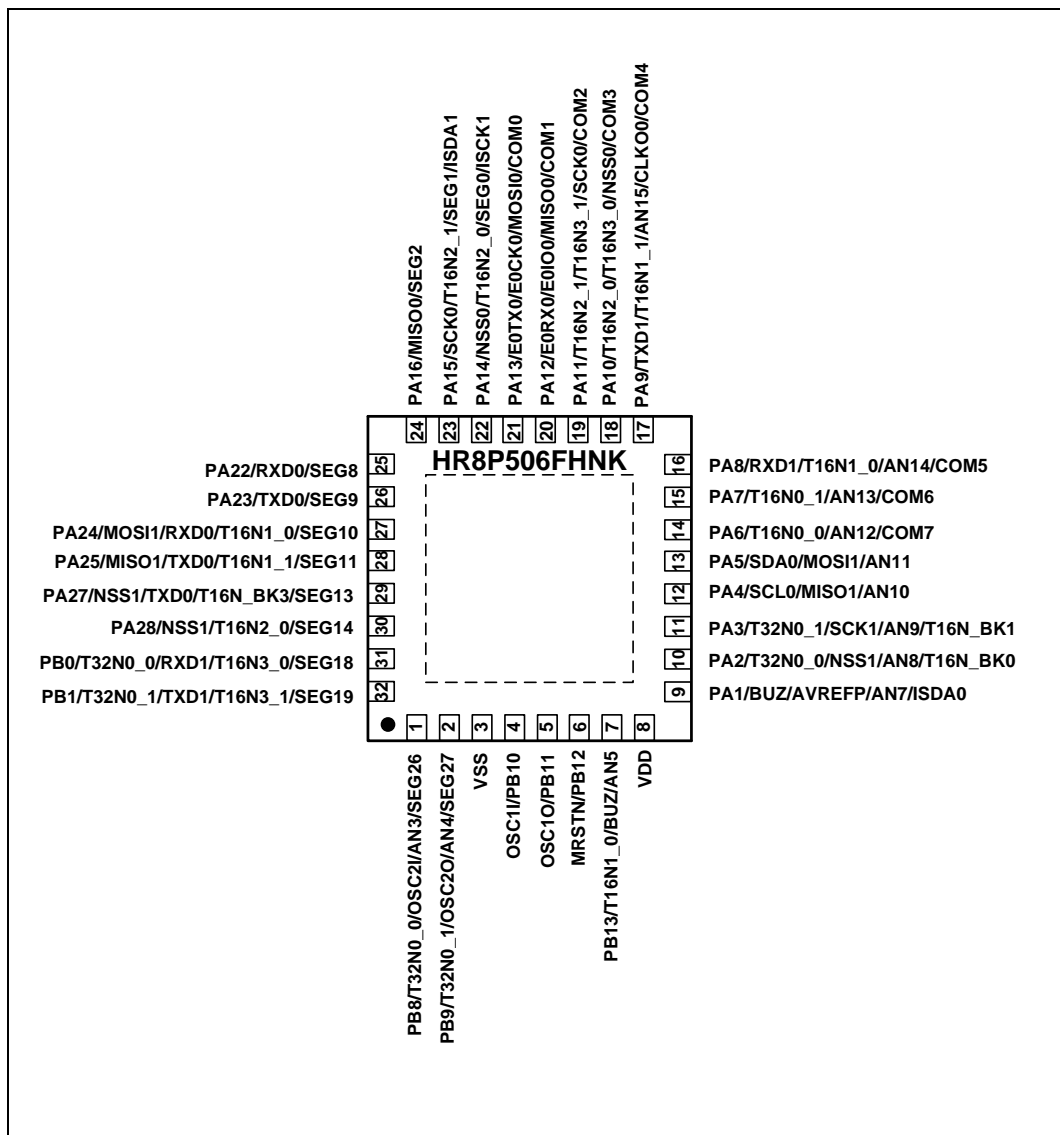 PA16/MISO0/SEG2
PA15/SCK0/T16N2_1/SEG1/ISDA1
PA14/NSS0/T16N2_0/SEG0/ISCK1
PA13/E0TX0/E0CK0/MOSI0/COM0
PA12/E0RX0/E0IO0/MISO0/COM1
PA11/T16N2_1/T16N3_1/SCK0/COM2
PA10/T16N2_0/T16N3_0/NSS0/COM3
PA9/TXD1/T16N1_1/AN15/CLKO0/COM4
24 23 22 21 20 19 18 17
HR8P506FHNK
PA22/RXD0/SEG8 25
PA23/TXD0/SEG9 26
PA24/MOSI1/RXD0/T16N1_0/SEG10 27
PA25/MISO1/TXD0/T16N1_1/SEG11 28
PA27/NSS1/TXD0/T16N_BK3/SEG13 29
PA28/NSS1/T16N2_0/SEG14 30
PB0/T32N0_0/RXD1/T16N3_0/SEG18 31
PB1/T32N0_1/TXD1/T16N3_1/SEG19 32
16 PA8/RXD1/T16N1_0/AN14/COM5
15 PA7/T16N0_1/AN13/COM6
14 PA6/T16N0_0/AN12/COM7
13 PA5/SDA0/MOSI1/AN11
12 PA4/SCL0/MISO1/AN10
11 PA3/T32N0_1/SCK1/AN9/T16N_BK1
10 PA2/T32N0_0/NSS1/AN8/T16N_BK0
9 PA1/BUZ/AVREFP/AN7/ISDA0
1 2 3 4 5 6 7 8
PB8/T32N0_0/OSC2I/AN3/SEG26
PB9/T32N0_1/OSC2O/AN4/SEG27
VSS
OSC1I/PB10
OSC1O/PB11
MRSTN/PB12
PB13/T16N1_0/BUZ/AN5
VDD